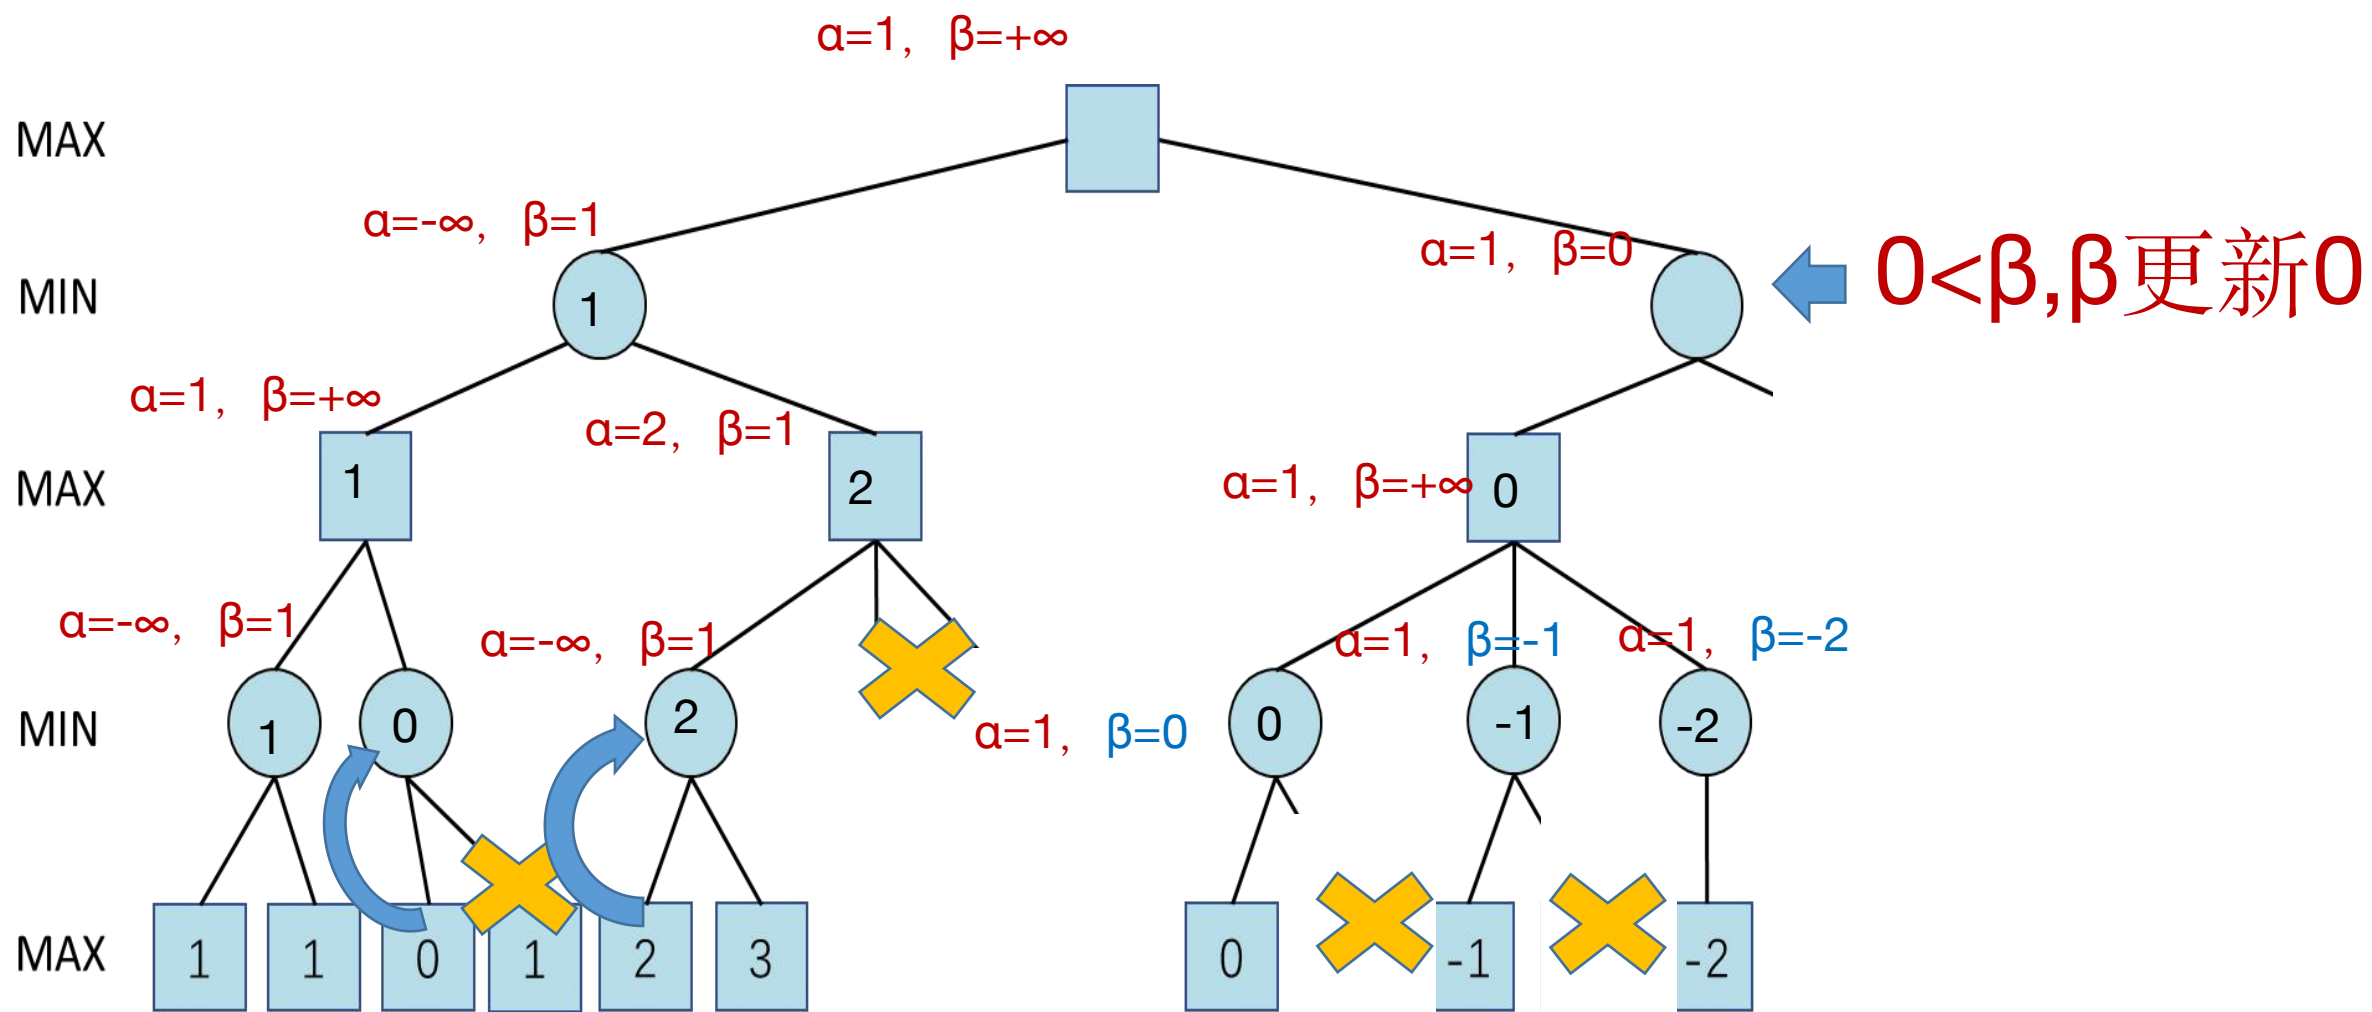 α=1, β=+∞
MAX
α=-∞, β=1
α=1, β=0
0<β,β更新0
MIN
1
α=1, β=+∞
α=2, β=1
MAX
1
2
α=1, β=+∞
0
α=-∞, β=1
α=-∞, β=1
α=1, β=-1
α=1, β=-2
MIN
1
0
2
α=1, β=0
0
-1
-2
MAX
1
1
0
1
2
3
0
-1
-2